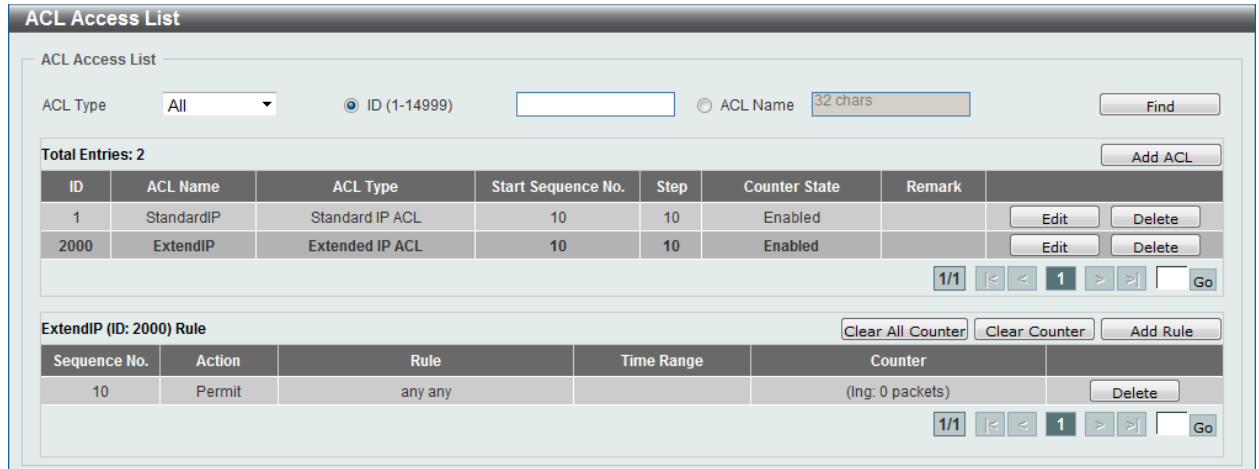 ACL Access List
ACL Access List
ACL Type All ID (1-14999) ACL Name 32 chars Find
Total Entries: 2 Add ACL
ID ACL Name ACL Type Start Sequence No. Step Counter State Remark
1 StandardIP Standard IP ACL 10 10 Enabled Edit Delete
2000 ExtendIP Extended IP ACL 10 10 Enabled Edit Delete
1/1 |< < 1 > >| Go
ExtendIP (ID: 2000) Rule Clear All Counter Clear Counter Add Rule
Sequence No. Action Rule Time Range Counter
10 Permit any any (Ing: 0 packets) Delete
1/1 |< < 1 > >| Go